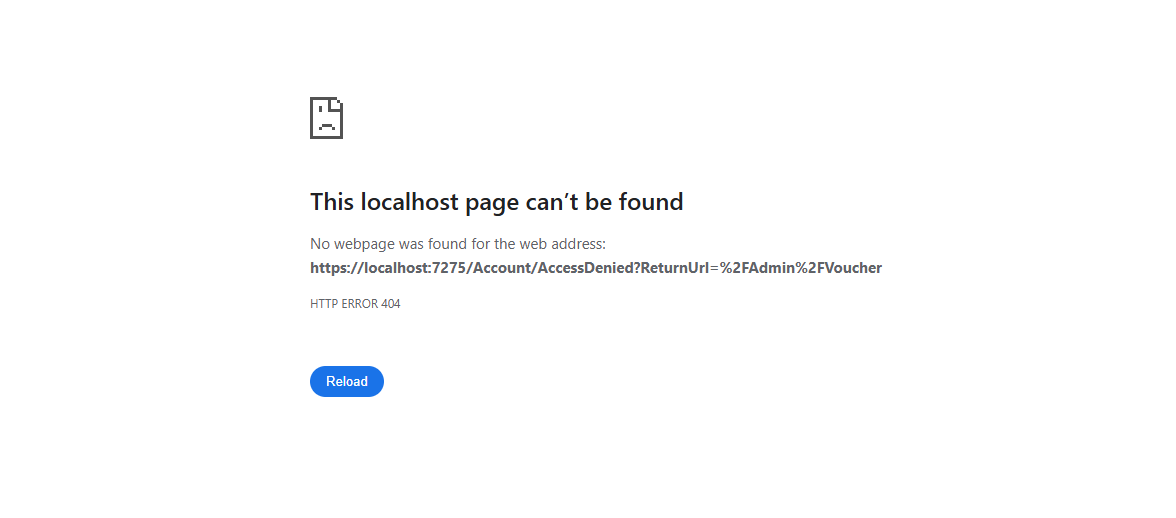 This localhost page can’t be found
No webpage was found for the web address:
https://localhost:7275/Account/AccessDenied?ReturnUrl=%2FAdmin%2FVoucher
HTTP ERROR 404
Reload